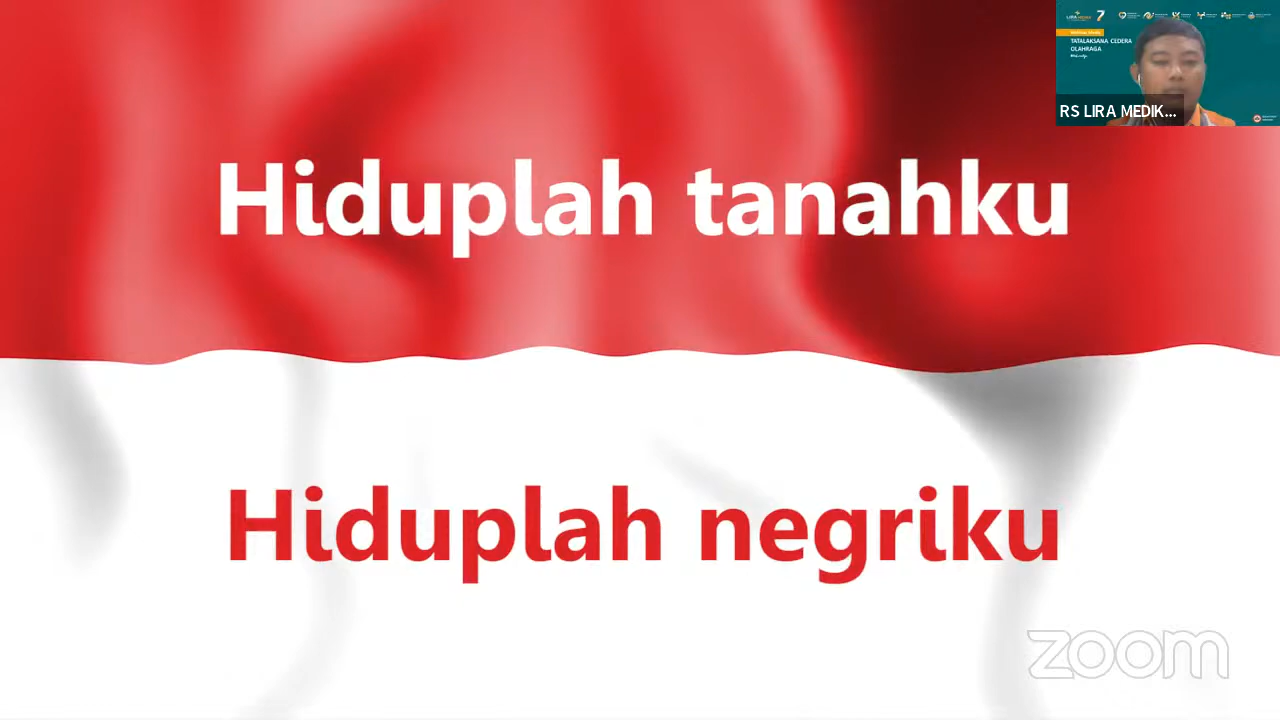 Hiduplah tanahku
Hiduplah negriku
TATALAKSANA CEDERA
OLAHRAGA
RS LIRA MEDIK...
zoom